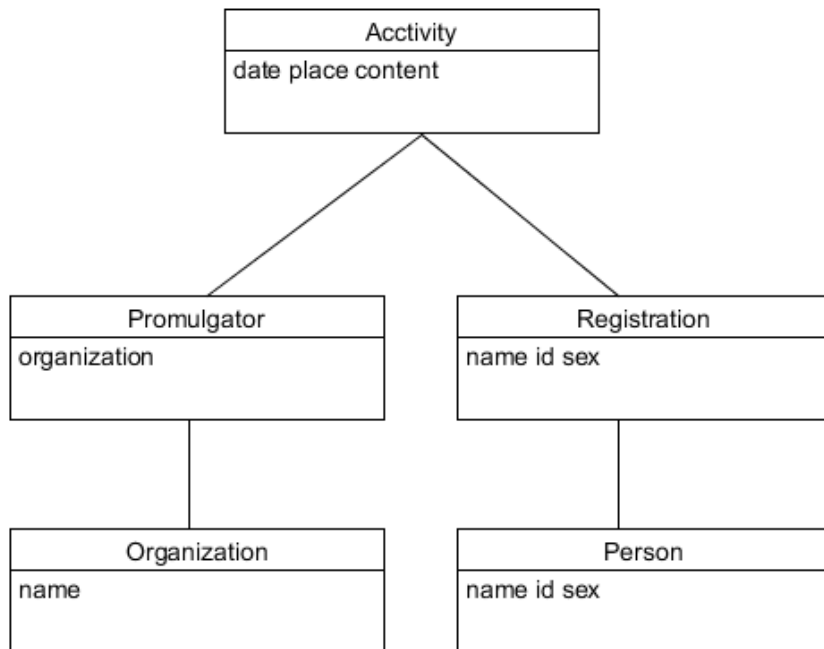 Acctivity
date place content
Promulgator
organization
Registration
name id sex
Organization
name
Person
name id sex